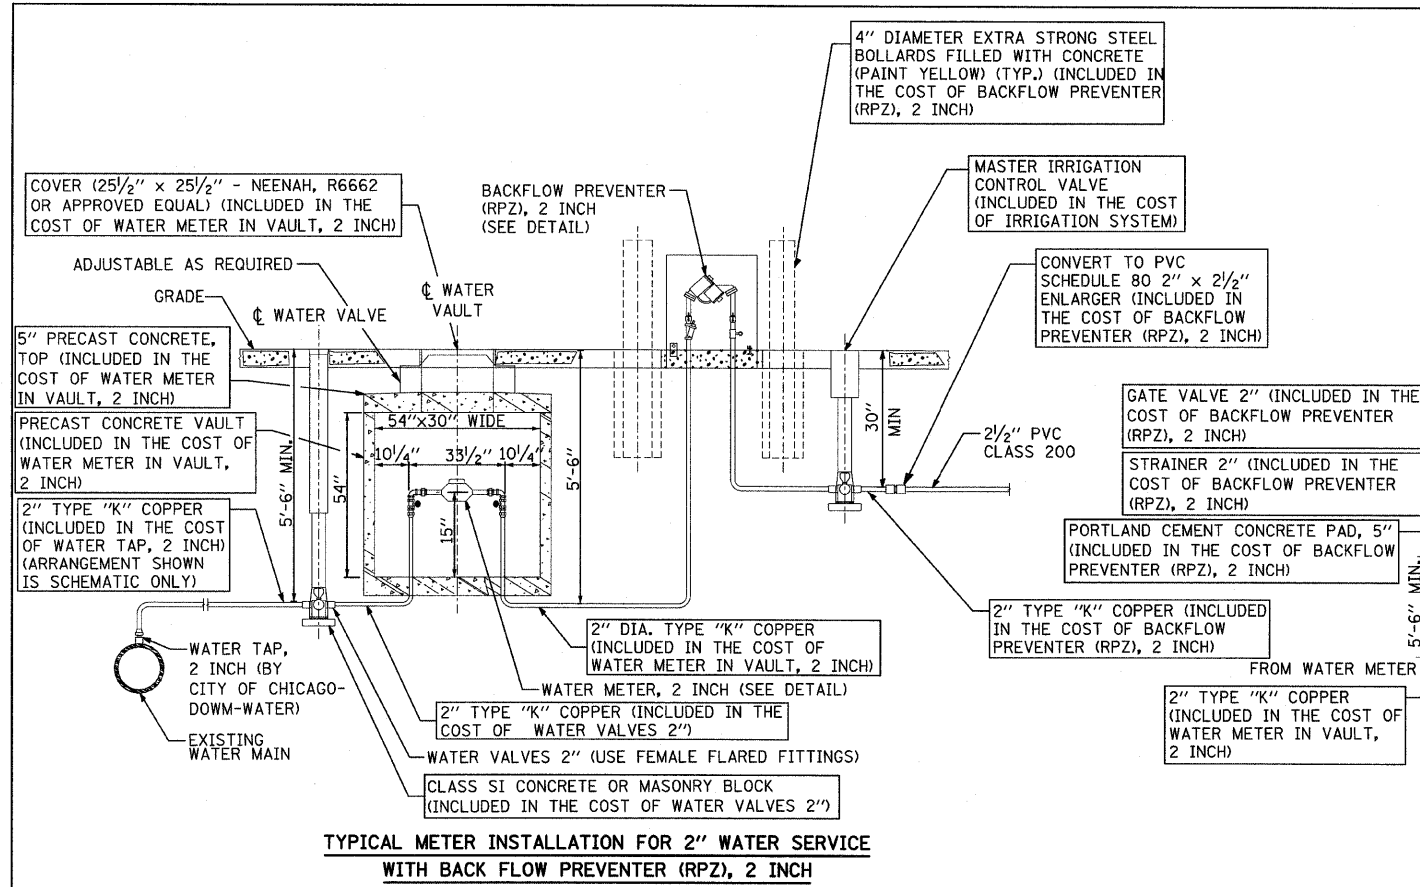 4" DIAMETER EXTRA STRONG STEEL
BOLLARDS FILLED WITH CONCRETE
(PAINT YELLOW) (TYP.) (INCLUDED IN
THE COST OF BACKFLOW PREVENTER
(RPZ), 2 INCH)
MASTER IRRIGATION
CONTROL VALVE
(INCLUDED IN THE COST
OF IRRIGATION SYSTEM)
COVER (25½" x 25½" - NEENAH, R6662
OR APPROVED EQUAL) (INCLUDED IN THE
COST OF WATER METER IN VAULT, 2 INCH)
BACKFLOW PREVENTER
(RPZ), 2 INCH
(SEE DETAIL)
ADJUSTABLE AS REQUIRED
GRADE
℄ WATER VALVE
℄ WATER
VAULT
CONVERT TO PVC
SCHEDULE 80 2" x 2½"
ENLARGER (INCLUDED IN
THE COST OF BACKFLOW
PREVENTER (RPZ), 2 INCH)
5" PRECAST CONCRETE,
TOP (INCLUDED IN THE
COST OF WATER METER
IN VAULT, 2 INCH)
PRECAST CONCRETE VAULT
(INCLUDED IN THE COST OF
WATER METER IN VAULT,
2 INCH)
2" TYPE "K" COPPER
(INCLUDED IN THE COST
OF WATER TAP, 2 INCH)
(ARRANGEMENT SHOWN
IS SCHEMATIC ONLY)
5'-6" MIN.
54"x30" WIDE
10¼"
33½"
10¼"
54"
15"
5'-6"
30"
MIN
2½" PVC
CLASS 200
GATE VALVE 2" (INCLUDED IN THE
COST OF BACKFLOW PREVENTER
(RPZ), 2 INCH)
STRAINER 2" (INCLUDED IN THE
COST OF BACKFLOW PREVENTER
(RPZ), 2 INCH)
PORTLAND CEMENT CONCRETE PAD, 5"
(INCLUDED IN THE COST OF BACKFLOW
PREVENTER (RPZ), 2 INCH)
5'-6" MIN.
2" TYPE "K" COPPER (INCLUDED
IN THE COST OF BACKFLOW
PREVENTER (RPZ), 2 INCH)
FROM WATER METER
2" TYPE "K" COPPER
(INCLUDED IN THE COST OF
WATER METER IN VAULT,
2 INCH)
WATER TAP,
2 INCH (BY
CITY OF CHICAGO-
DOWM-WATER)
EXISTING
WATER MAIN
2" DIA. TYPE "K" COPPER
(INCLUDED IN THE COST OF
WATER METER IN VAULT, 2 INCH)
WATER METER, 2 INCH (SEE DETAIL)
2" TYPE "K" COPPER (INCLUDED IN THE
COST OF WATER VALVES 2")
WATER VALVES 2" (USE FEMALE FLARED FITTINGS)
CLASS SI CONCRETE OR MASONRY BLOCK
(INCLUDED IN THE COST OF WATER VALVES 2")
TYPICAL METER INSTALLATION FOR 2" WATER SERVICE
WITH BACK FLOW PREVENTER (RPZ), 2 INCH